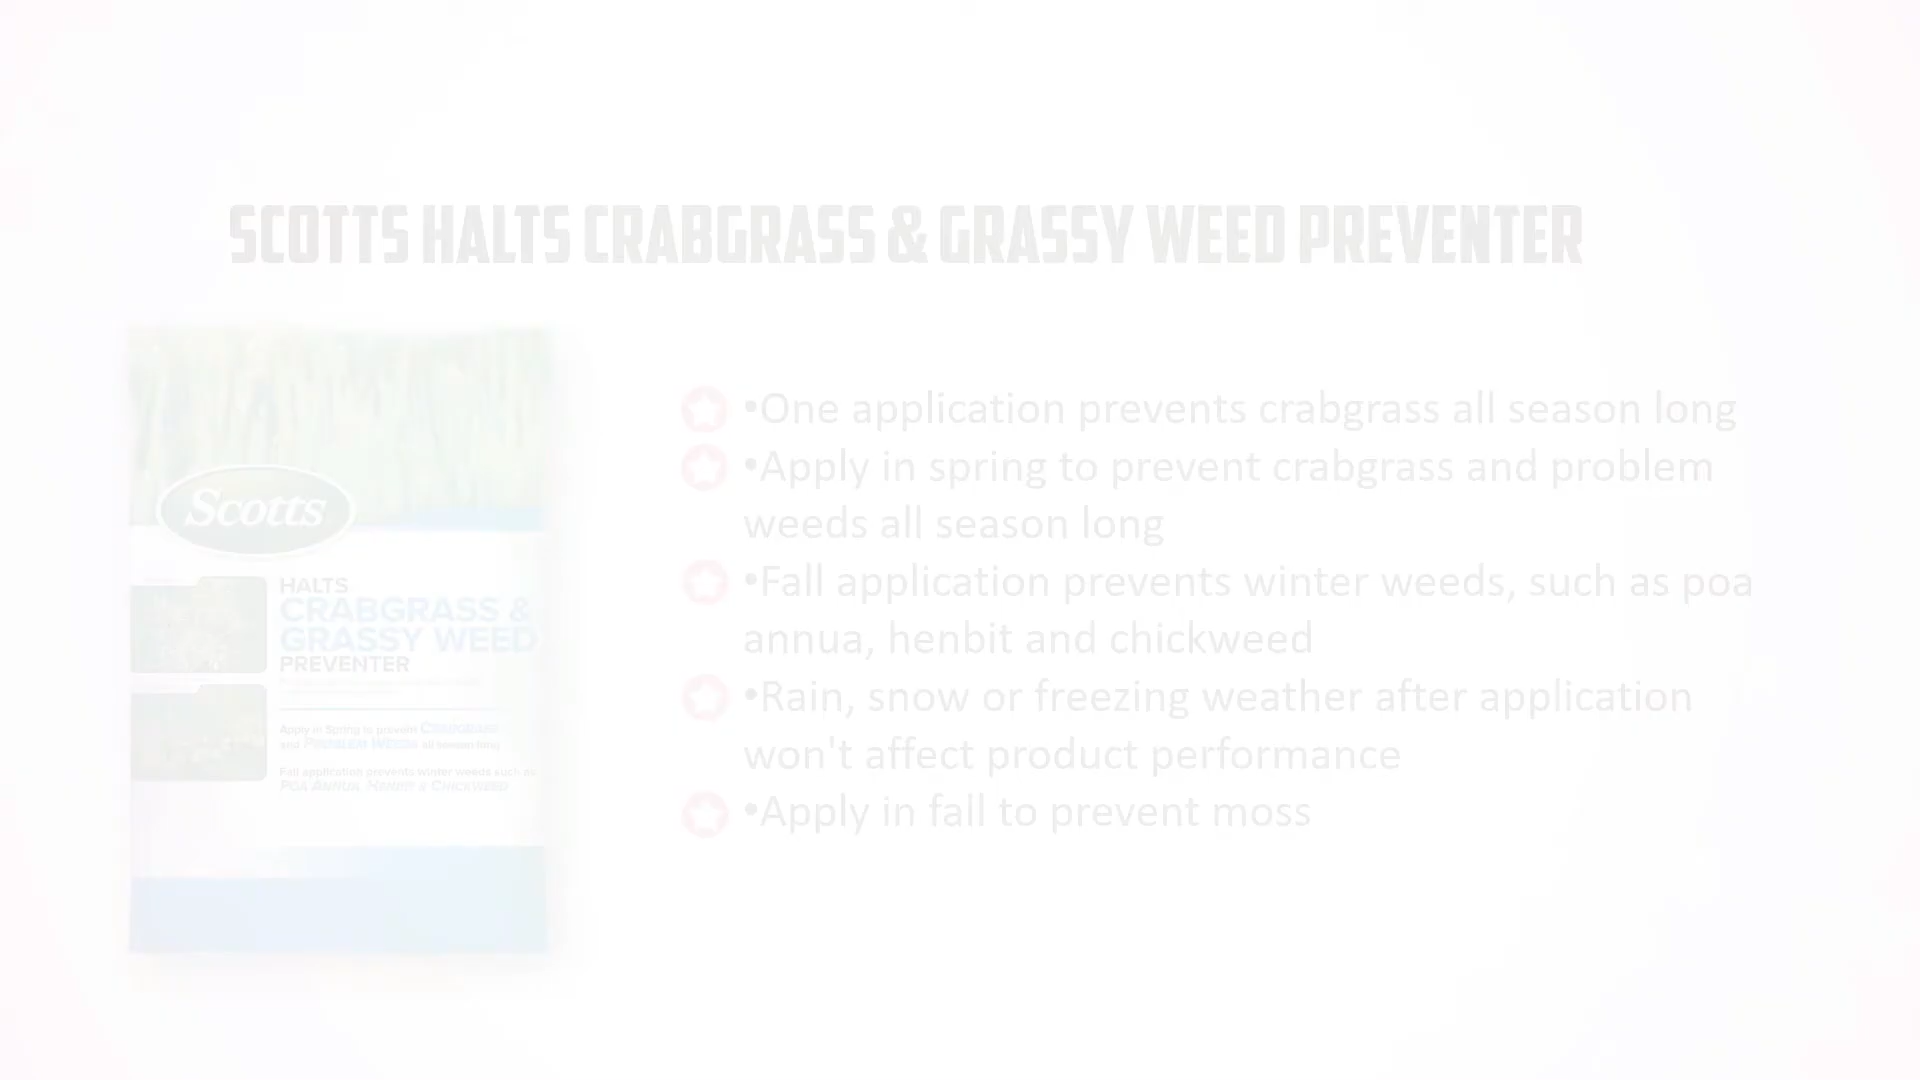 SCOTTS HALTS CRABGRASS & GRASSY WEED PREVENTER
Scotts
HALTS
CRABGRASS &
GRASSY WEED
PREVENTER
Apply in Spring to prevent CRABGRASS
and PROBLEM WEEDS all season long
Fall application prevents winter weeds such as
POA ANNUA, HENBIT & CHICKWEED
•One application prevents crabgrass all season long
•Apply in spring to prevent crabgrass and problem
weeds all season long
•Fall application prevents winter weeds, such as poa
annua, henbit and chickweed
•Rain, snow or freezing weather after application
won't affect product performance
•Apply in fall to prevent moss